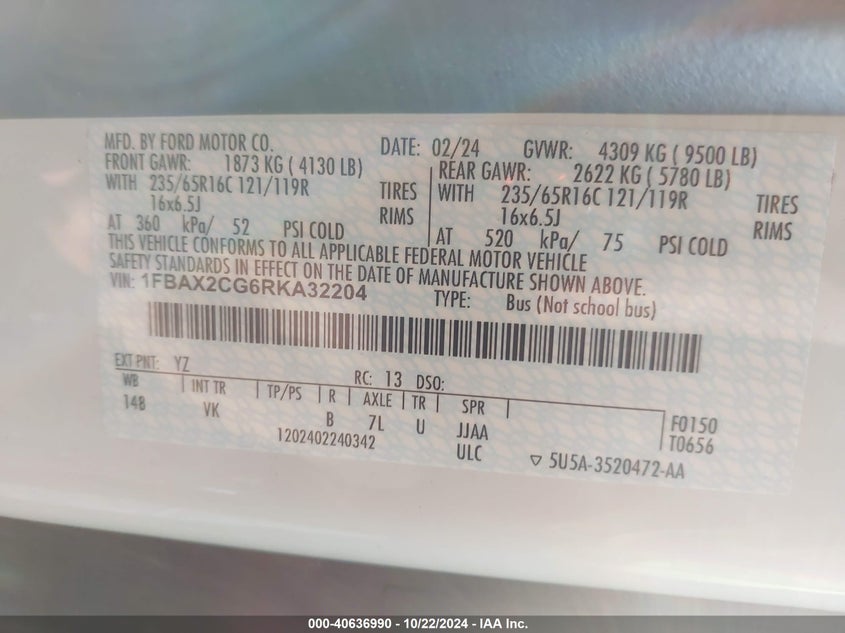 MFD. BY FORD MOTOR CO. DATE: 02/24 GVWR: 4309 KG ( 9500 LB)
FRONT GAWR: 1873 KG ( 4130 LB) REAR GAWR: 2622 KG ( 5780 LB)
WITH 235/65R16C 121/119R TIRES WITH 235/65R16C 121/119R TIRES
16x6.5J RIMS 16x6.5J RIMS
AT 360 kPa/ 52 PSI COLD AT 520 kPa/ 75 PSI COLD
THIS VEHICLE CONFORMS TO ALL APPLICABLE FEDERAL MOTOR VEHICLE
SAFETY STANDARDS IN EFFECT ON THE DATE OF MANUFACTURE SHOWN ABOVE.
VIN: 1FBAX2CG6RKA32204 TYPE: Bus (Not school bus)
EXT PNT: YZ RC: 13 DSO:
WB INT TR TP/PS R AXLE TR SPR F0150
148 VK B 7L U JJAA T0656
1202402240342 ULC ▽ 5U5A-3520472-AA
000-40636990 - 10/22/2024 - IAA Inc.